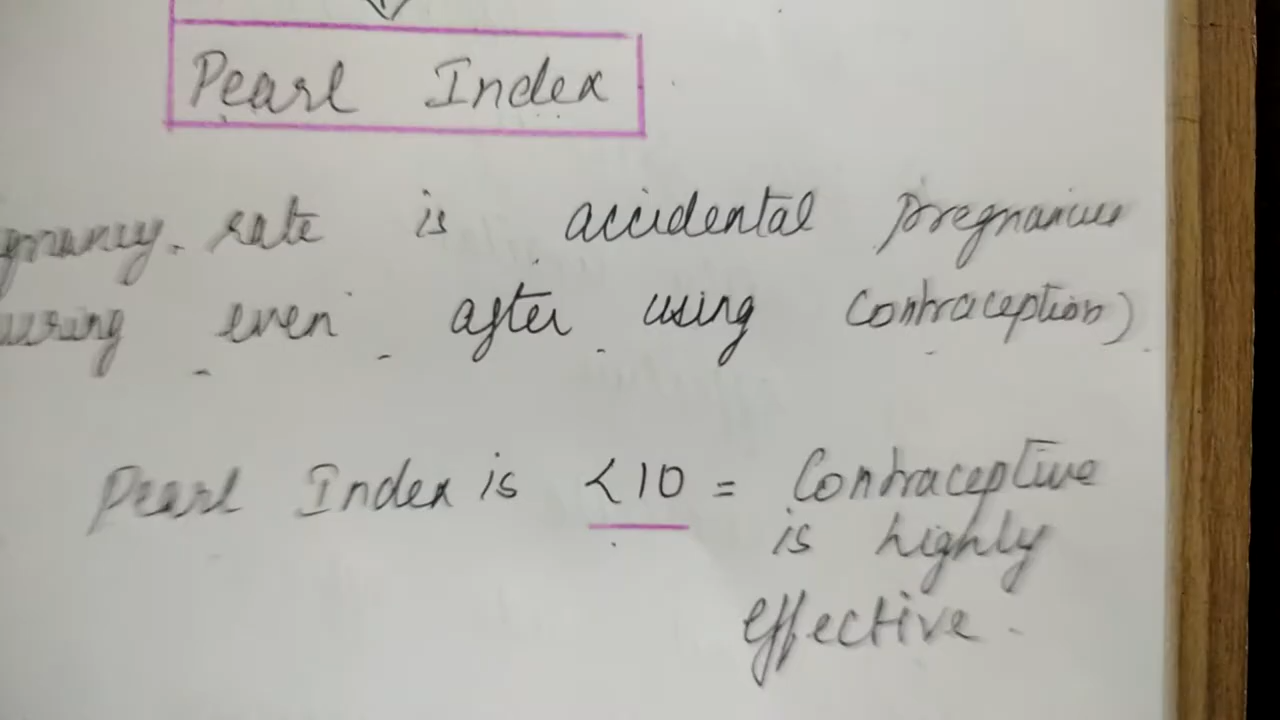 Pearl Index
rate is accidental pregnancies
even after using contraception)
Pearl Index is <10 = Contraceptive
is highly
effective.